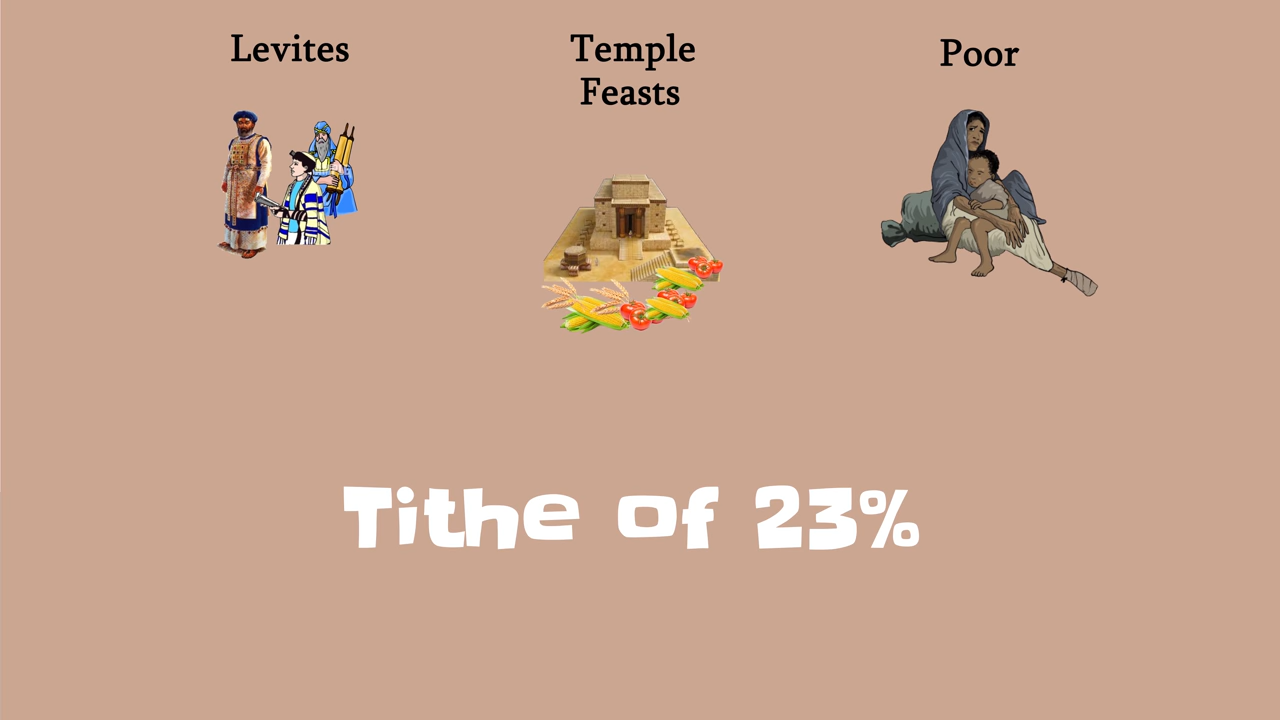 Levites
Temple
Feasts
Poor
Tithe of 23%